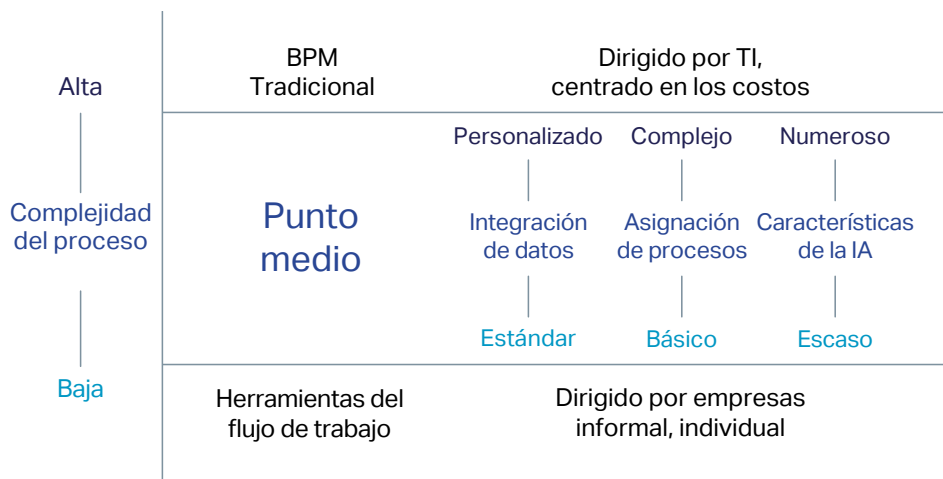 Alta
Complejidad
del proceso
Baja
BPM
Tradicional
Dirigido por TI,
centrado en los costos
Punto
medio
Personalizado
Integración
de datos
Estándar
Complejo
Asignación
de procesos
Básico
Numeroso
Características
de la IA
Escaso
Herramientas del
flujo de trabajo
Dirigido por empresas
informal, individual